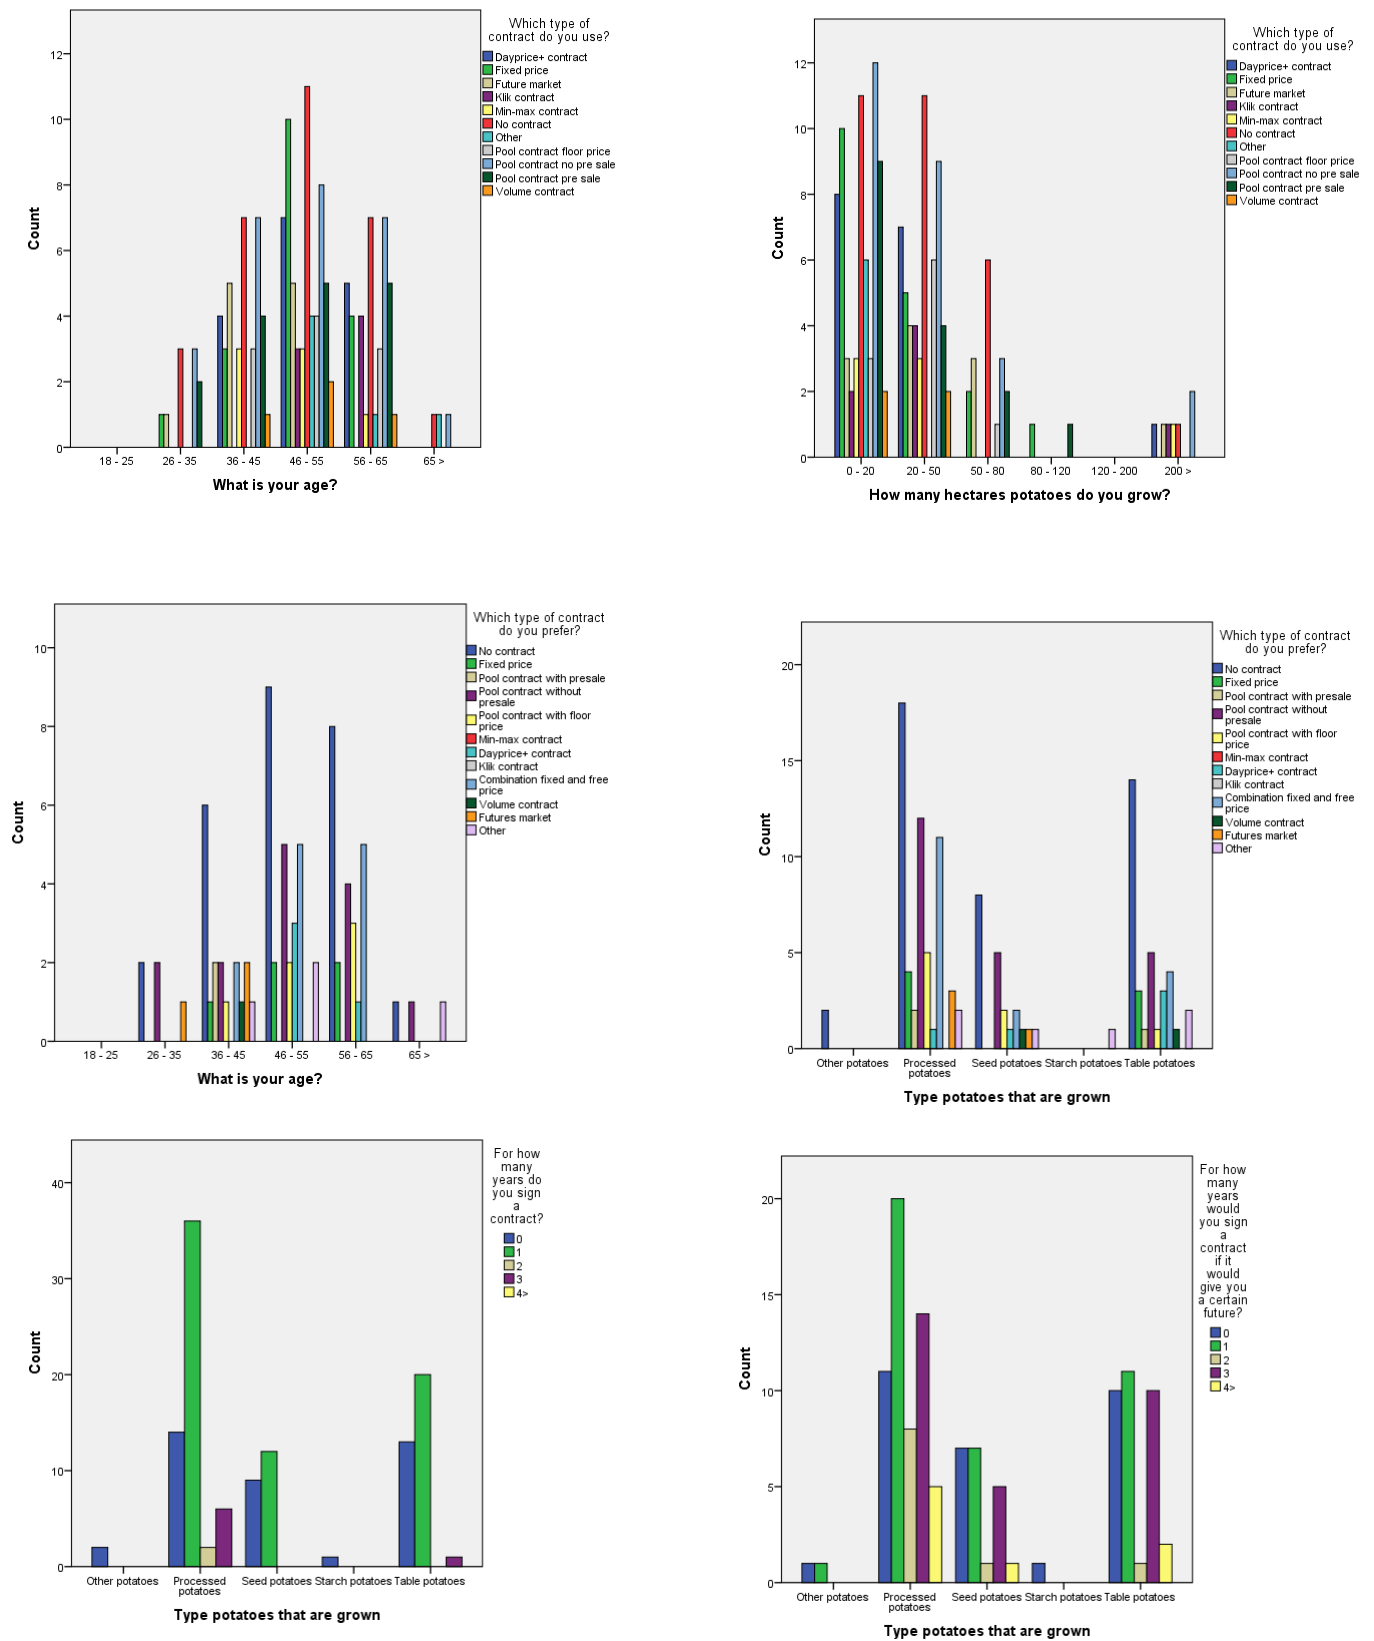 Which type of
contract do you use?
Dayprice+ contract
Fixed price
Future market
Klik contract
Min-max contract
No contract
Other
Pool contract floor price
Pool contract no pre sale
Pool contract pre sale
Volume contract
Count
12
10
8
6
4
2
0
18 - 25
26 - 35
36 - 45
46 - 55
56 - 65
65 >
What is your age?
Which type of
contract do you use?
Dayprice+ contract
Fixed price
Future market
Klik contract
Min-max contract
No contract
Other
Pool contract floor price
Pool contract no pre sale
Pool contract pre sale
Volume contract
Count
12
10
8
6
4
2
0
0 - 20
20 - 50
50 - 80
80 - 120
120 - 200
200 >
How many hectares potatoes do you grow?
Which type of contract
do you prefer?
No contract
Fixed price
Pool contract with presale
Pool contract without
presale
Pool contract with floor
price
Min-max contract
Dayprice+ contract
Klik contract
Combination fixed and free
price
Volume contract
Futures market
Other
Count
10
8
6
4
2
0
18 - 25
26 - 35
36 - 45
46 - 55
56 - 65
65 >
What is your age?
Which type of contract
do you prefer?
No contract
Fixed price
Pool contract with presale
Pool contract without
presale
Pool contract with floor
price
Min-max contract
Dayprice+ contract
Klik contract
Combination fixed and free
price
Volume contract
Futures market
Other
Count
20
15
10
5
0
Other potatoes
Processed
potatoes
Seed potatoes
Starch potatoes
Table potatoes
Type potatoes that are grown
For how
many
years do
you sign
a
contract?
0
1
2
3
4>
Count
40
30
20
10
0
Other potatoes
Processed
potatoes
Seed potatoes
Starch potatoes
Table potatoes
Type potatoes that are grown
For how
many
years
would
you sign
a
contract
if it
would
give you
a certain
future?
0
1
2
3
4>
Count
20
15
10
5
0
Other potatoes
Processed
potatoes
Seed potatoes
Starch potatoes
Table potatoes
Type potatoes that are grown